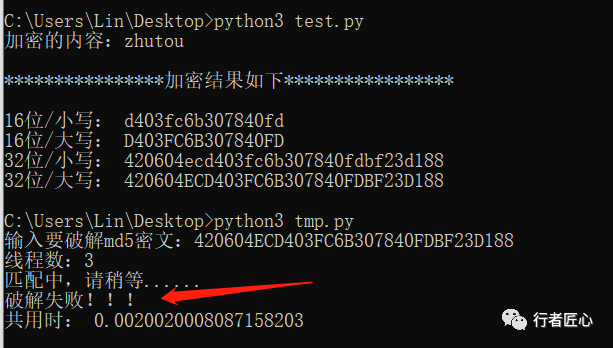 C:\Users\Lin\Desktop>python3 test.py
加密的内容：zhutou
****************加密结果如下*****************
16位/小写： d403fc6b307840fd
16位/大写： D403FC6B307840FD
32位/小写： 420604ecd403fc6b307840fdbf23d188
32位/大写： 420604ECD403FC6B307840FDBF23D188
C:\Users\Lin\Desktop>python3 tmp.py
输入要破解md5密文：420604ECD403FC6B307840FDBF23D188
线程数：3
匹配中，请稍等......
破解失败！！！
共用时： 0.0020020008087158203
行者匠心